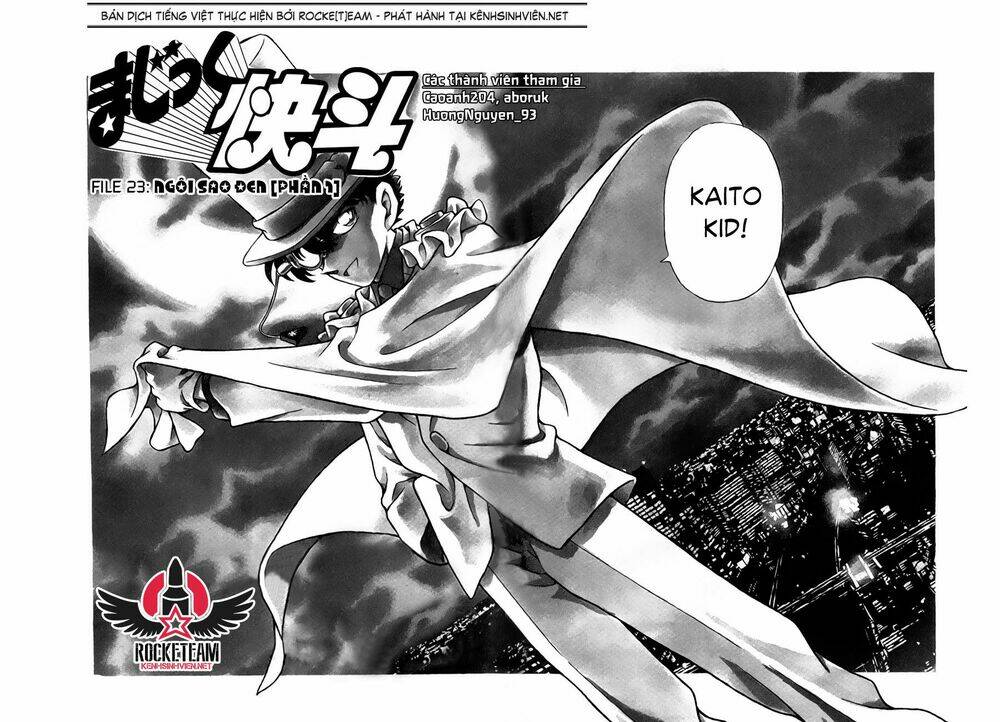 BẢN DỊCH TIẾNG VIỆT THỰC HIỆN BỞI ROCKE[T]EAM - PHÁT HÀNH TẠI KÊNHSINHVIÊN.NET
まじっく
快斗
Các thành viên tham gia
Caoanh204, aboruk
HuongNguyen_93
FILE 23: NGÔI SAO ĐEN [PHẦN 1]
KAITO
KID!
ROCKETEAM
KENHSINHVIEN.NET